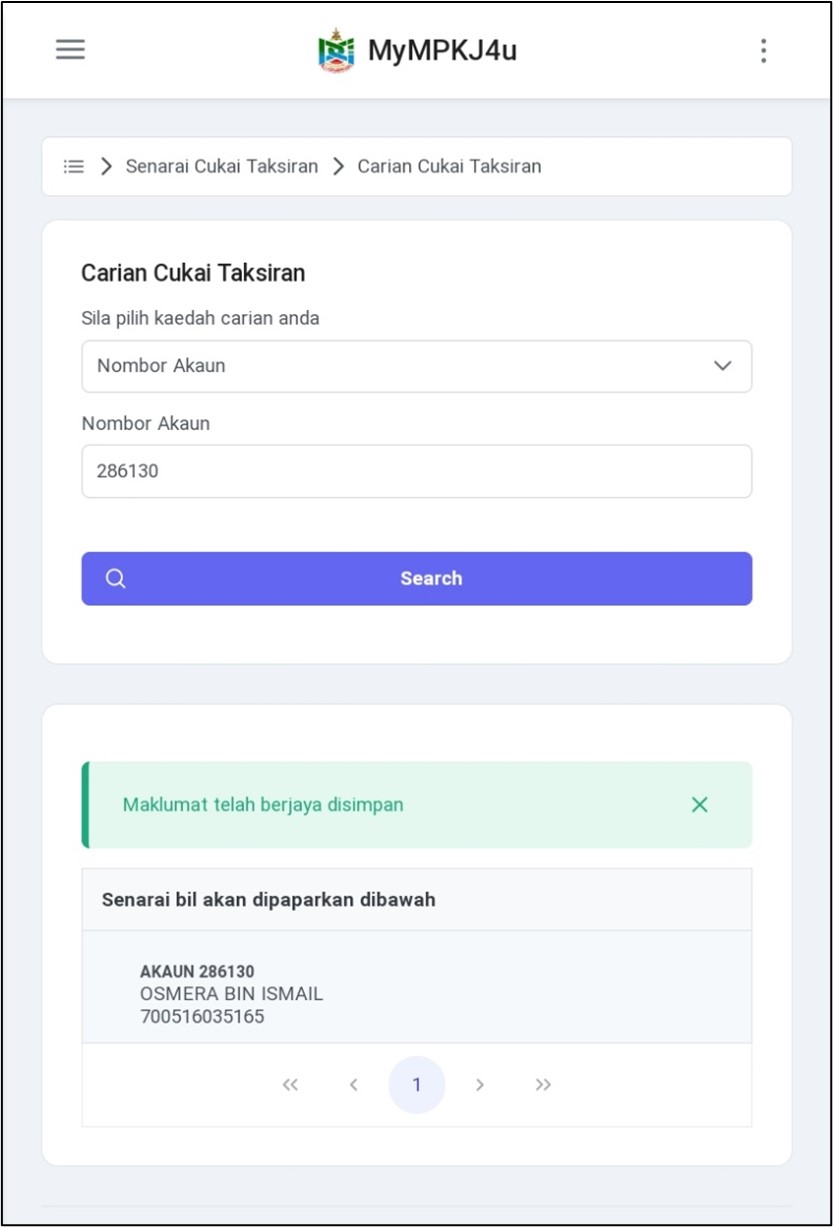 MyMPKJ4u
Senarai Cukai Taksiran Carian Cukai Taksiran
Carian Cukai Taksiran
Sila pilih kaedah carian anda
Nombor Akaun
Nombor Akaun
286130
Search
Maklumat telah berjaya disimpan
Senarai bil akan dipaparkan dibawah
AKAUN 286130
OSMERA BIN ISMAIL
700516035165
1